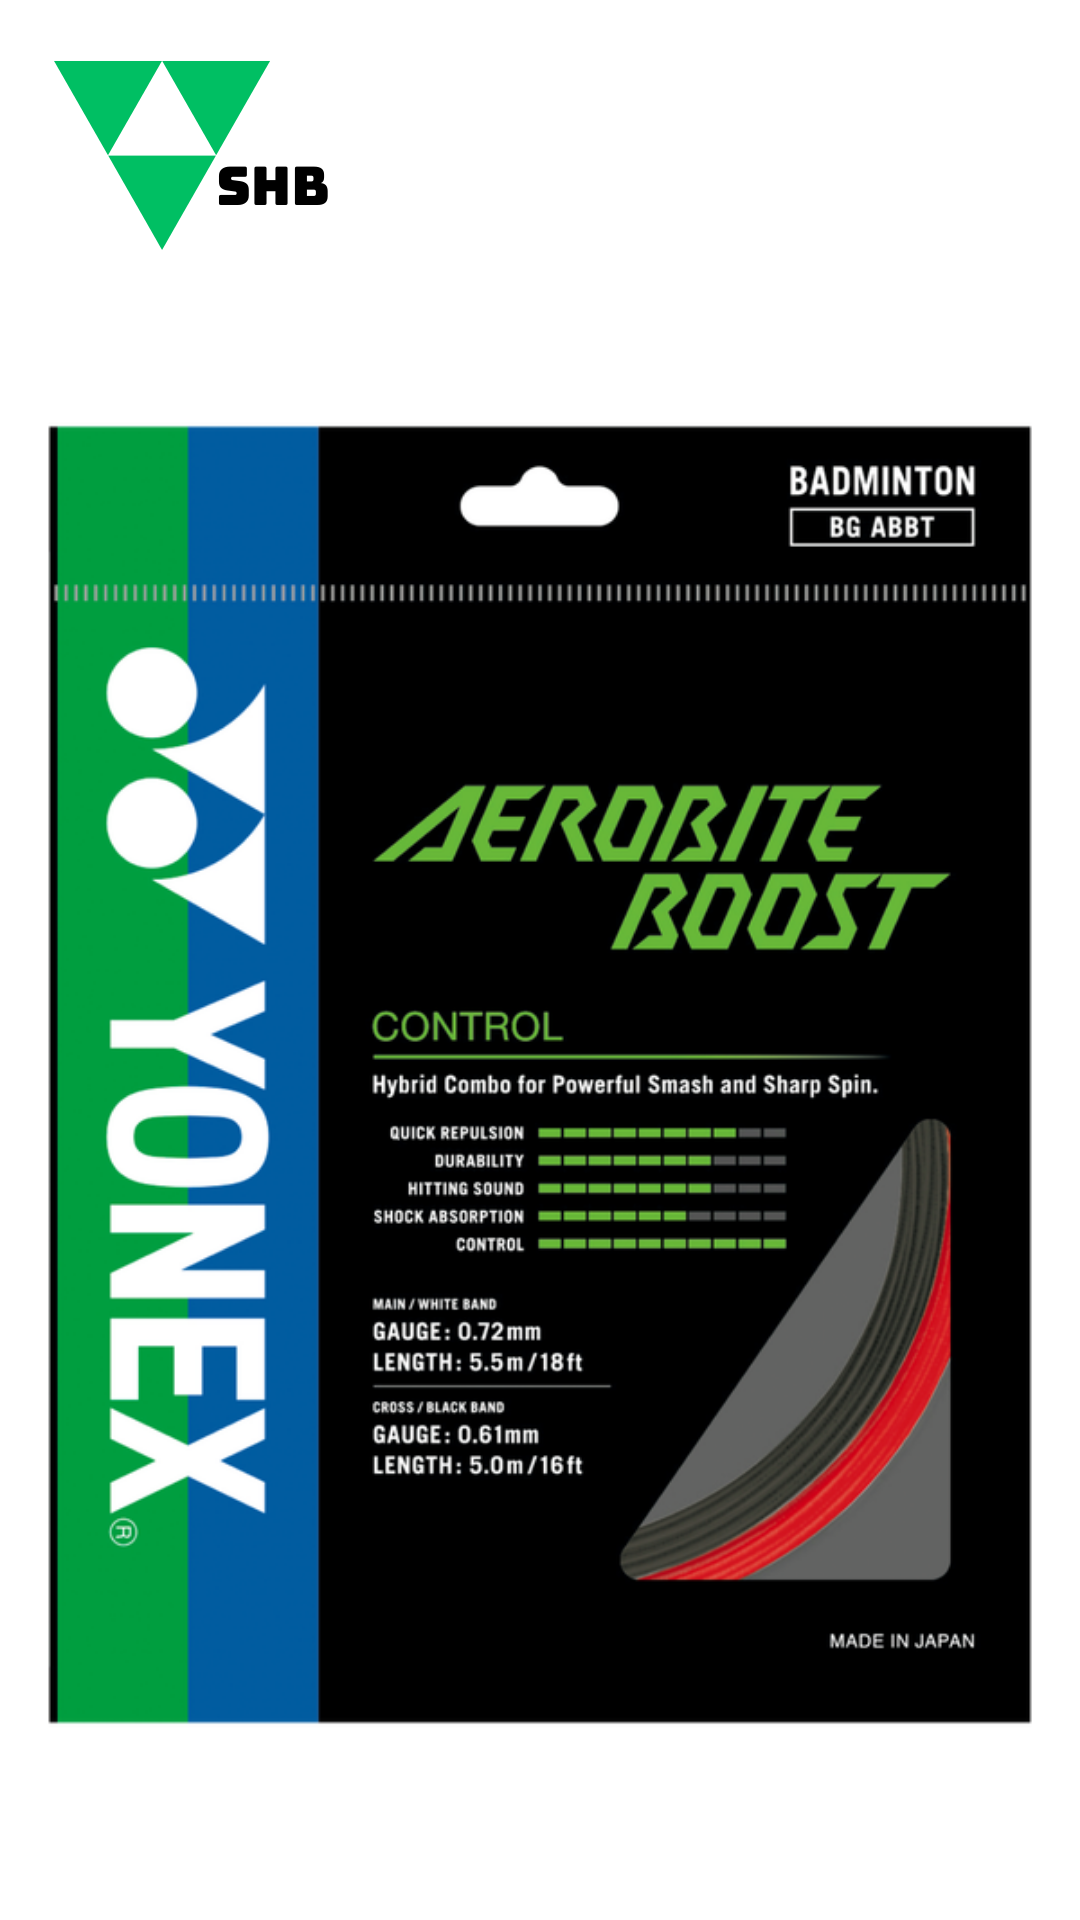 SHB
BADMINTON
BG ABBT
YONEX®
AEROBITE
BOOST
CONTROL
Hybrid Combo for Powerful Smash and Sharp Spin.
QUICK REPULSION
DURABILITY
HITTING SOUND
SHOCK ABSORPTION
CONTROL
MAIN / WHITE BAND
GAUGE: 0.72mm
LENGTH: 5.5m/18ft
CROSS / BLACK BAND
GAUGE: 0.61mm
LENGTH: 5.0m/16ft
MADE IN JAPAN